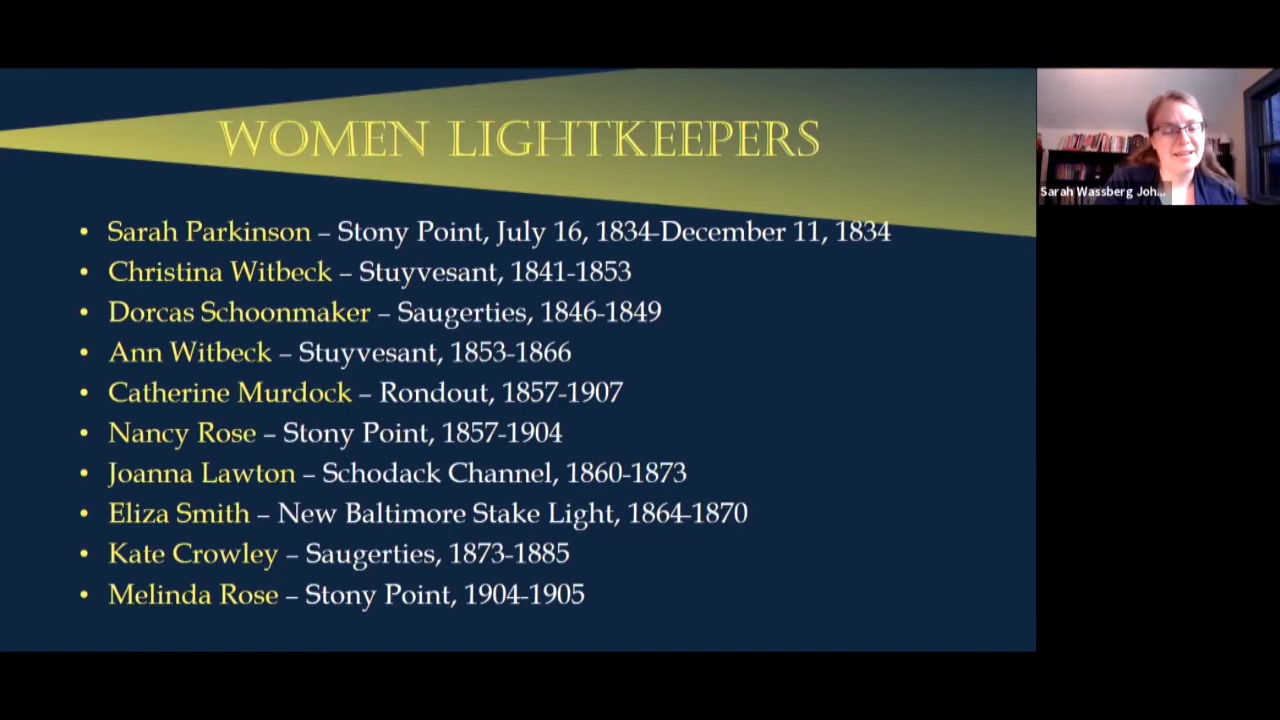 WOMEN LIGHTKEEPERS
• Sarah Parkinson – Stony Point, July 16, 1834-December 11, 1834
• Christina Witbeck – Stuyvesant, 1841-1853
• Dorcas Schoonmaker – Saugerties, 1846-1849
• Ann Witbeck – Stuyvesant, 1853-1866
• Catherine Murdock – Rondout, 1857-1907
• Nancy Rose – Stony Point, 1857-1904
• Joanna Lawton – Schodack Channel, 1860-1873
• Eliza Smith – New Baltimore Stake Light, 1864-1870
• Kate Crowley – Saugerties, 1873-1885
• Melinda Rose – Stony Point, 1904-1905
Sarah Wassberg Joh...